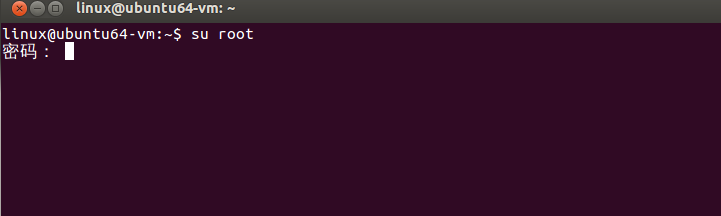 linux@ubuntu64-vm: ~
linux@ubuntu64-vm:~$ su root
密码：